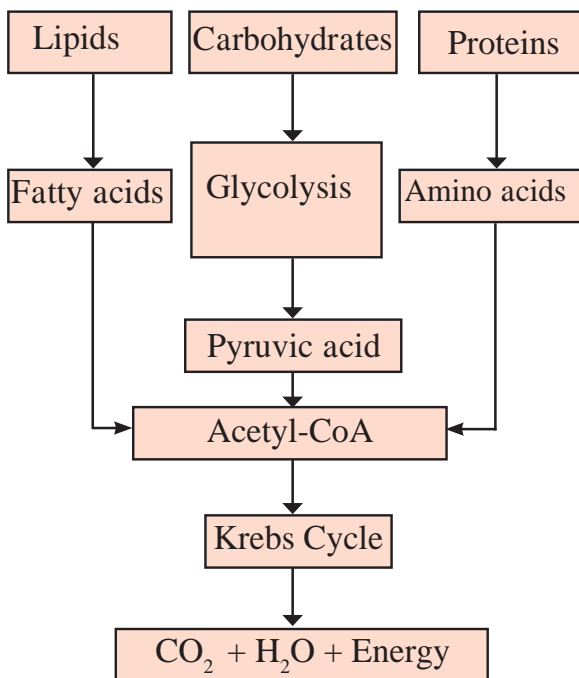 Lipids
Carbohydrates
Proteins
Fatty acids
Glycolysis
Amino acids
Pyruvic acid
Acetyl-CoA
Krebs Cycle
CO₂ + H₂O + Energy